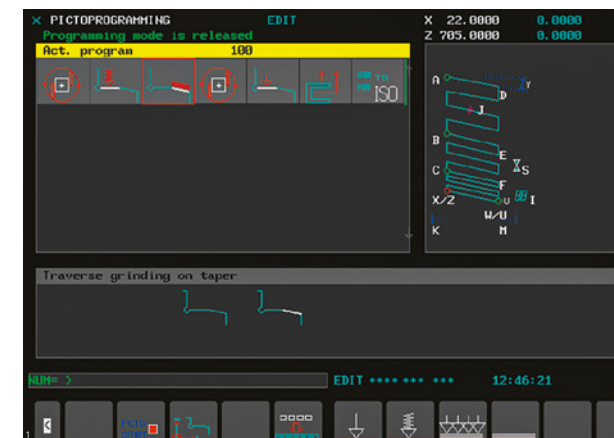 × PICTOPROGRAMMING EDIT X 22.0000 0.0000
Programming mode is released Z 705.0000 0.0000
Act. program 100
ISO
A
Y
D
J
B
E
C
S
F
X/Z U I
W/U
K M
Traverse grinding on taper
NUM= > EDIT **** *** *** 12:46:21
1